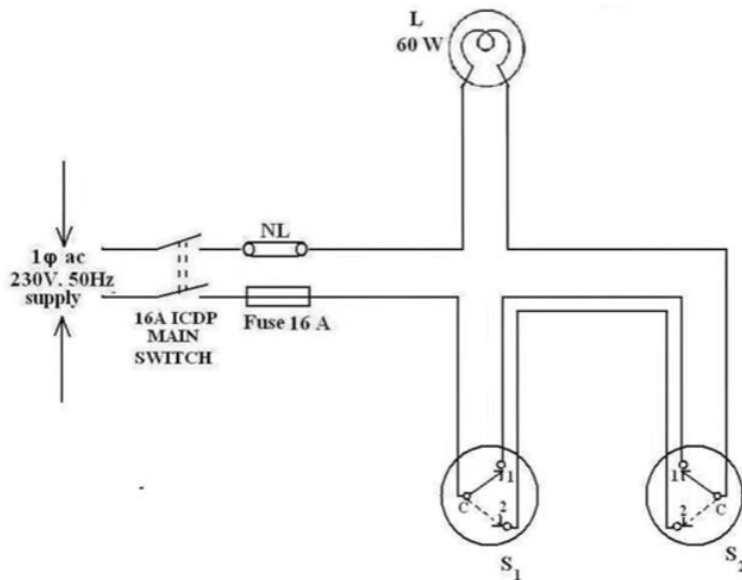 L
60 W
NL
1φ ac
230V. 50Hz
supply
16A ICDP
MAIN
SWITCH
Fuse 16 A
1
C
2
S1
1
C
2
S2